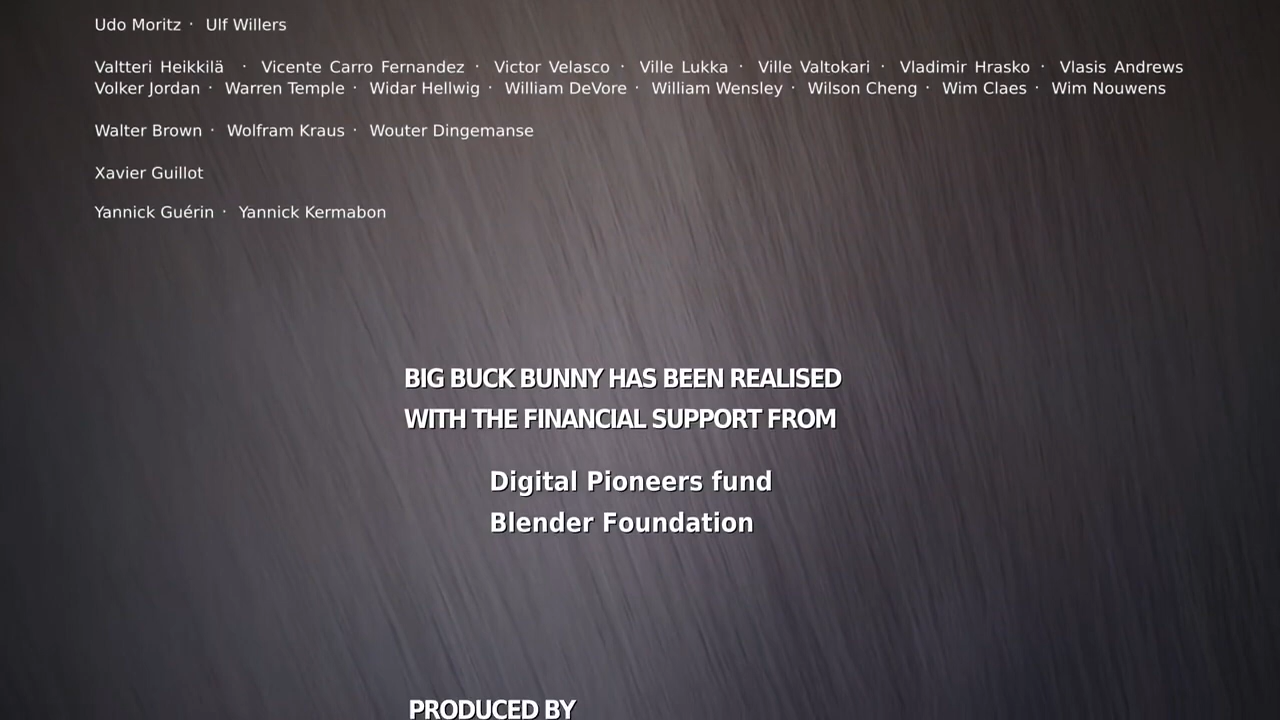 Udo Moritz · Ulf Willers
Valtteri Heikkilä · Vicente Carro Fernandez · Victor Velasco · Ville Lukka · Ville Valtokari · Vladimir Hrasko · Vlasis Andrews
Volker Jordan · Warren Temple · Widar Hellwig · William DeVore · William Wensley · Wilson Cheng · Wim Claes · Wim Nouwens
Walter Brown · Wolfram Kraus · Wouter Dingemanse
Xavier Guillot
Yannick Guérin · Yannick Kermabon
BIG BUCK BUNNY HAS BEEN REALISED
WITH THE FINANCIAL SUPPORT FROM
Digital Pioneers fund
Blender Foundation
PRODUCED BY